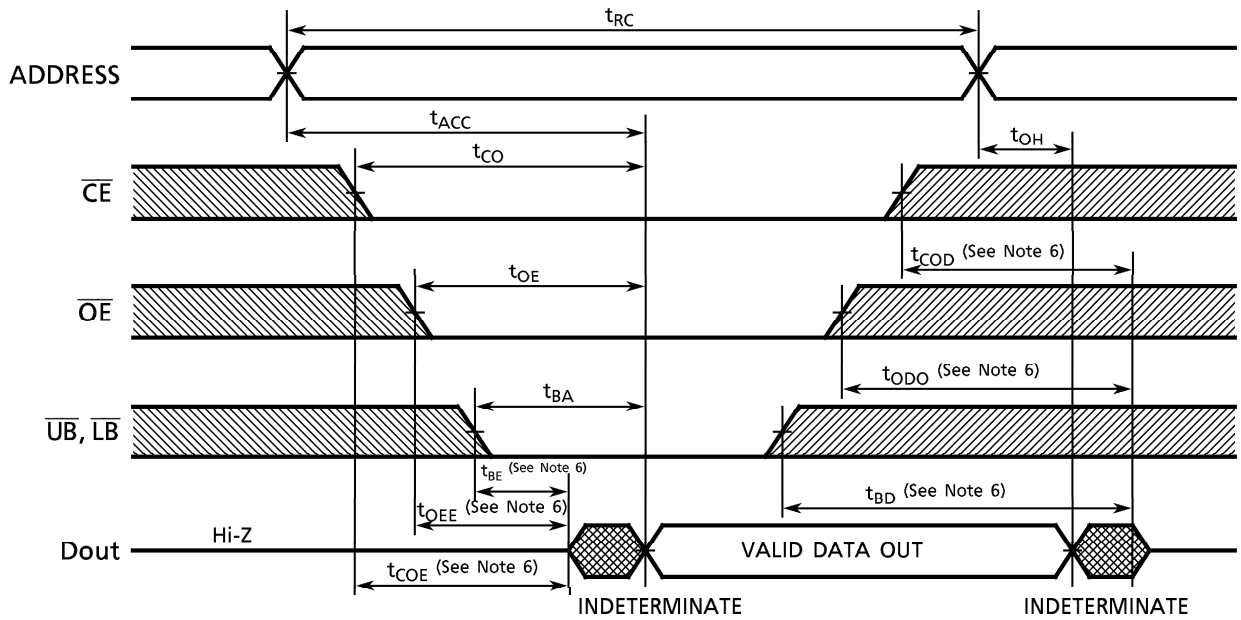 tRC
ADDRESS
tACC
tOH
tCO
CE
tCOD (See Note 6)
tOE
OE
tODO (See Note 6)
tBA
UB, LB
tBE (See Note 6)
tBD (See Note 6)
tOEE (See Note 6)
Hi-Z
Dout
VALID DATA OUT
tCOE (See Note 6)
INDETERMINATE
INDETERMINATE